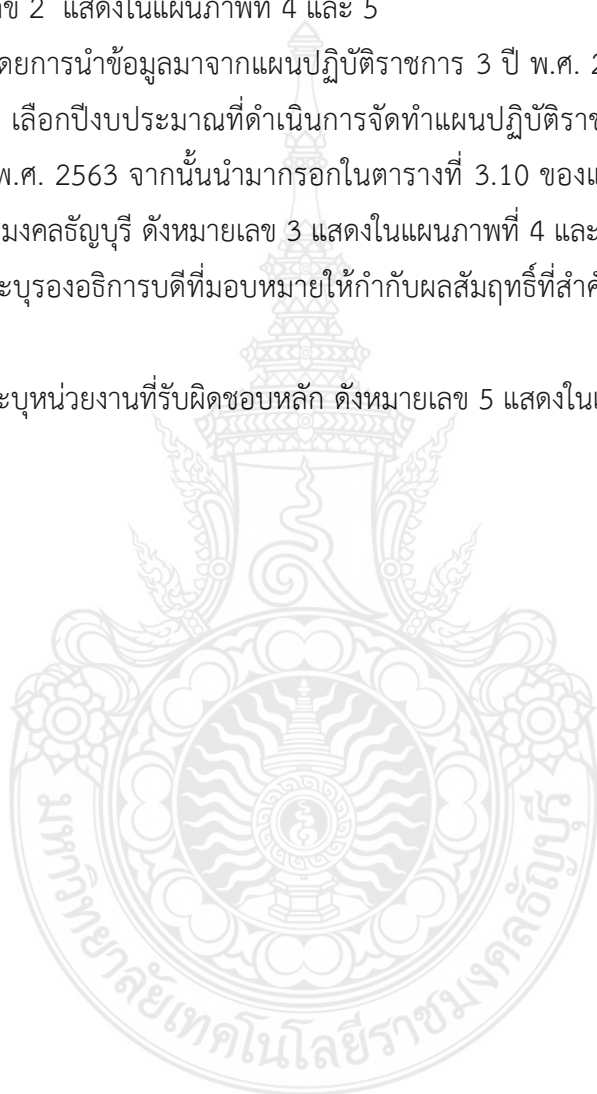 ข 2 แสดงในแผนภาพที่ 4 และ 5
ดยการนำข้อมูลมาจากแผนปฏิบัติราชการ 3 ปี พ.ศ. 2
เลือกปีงบประมาณที่ดำเนินการจัดทำแผนปฏิบัติราช
พ.ศ. 2563 จากนั้นนำมากรอกในตารางที่ 3.10 ของแ
มงคลธัญบุรี ดังหมายเลข 3 แสดงในแผนภาพที่ 4 และ
ะบุรองอธิการบดีที่มอบหมายให้กำกับผลสัมฤทธิ์ที่สำค
ะบุหน่วยงานที่รับผิดชอบหลัก ดังหมายเลข 5 แสดงในแ
มหาวิทยาลัยเทคโนโลยีราชมงคลธัญบุรี